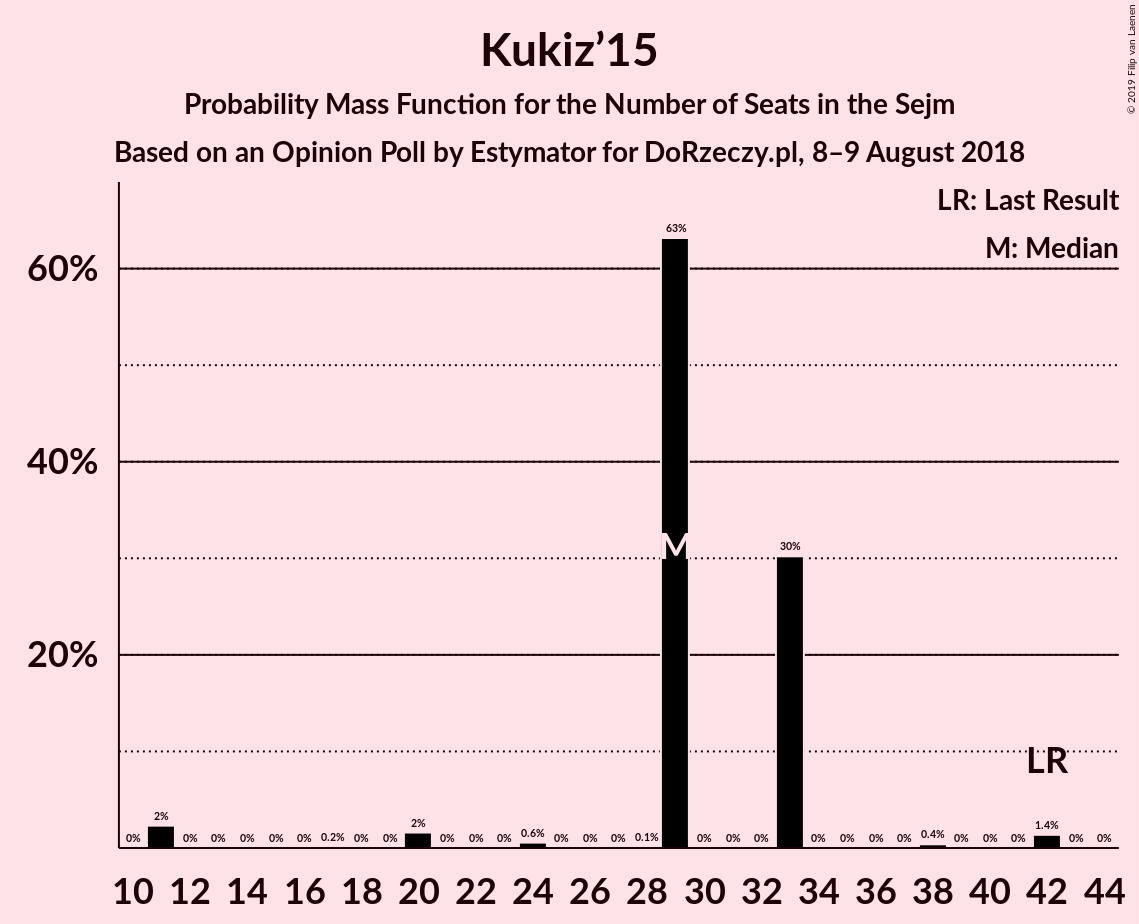 Kukiz’15
Probability Mass Function for the Number of Seats in the Sejm
Based on an Opinion Poll by Estymator for DoRzeczy.pl, 8–9 August 2018
© 2019 Filip van Laenen
LR: Last Result
M: Median
60%
40%
20%
0% 2% 0% 0% 0% 0% 0% 0.2% 0% 0% 2% 0% 0% 0% 0.6% 0% 0% 0% 0.1% 63% 0% 0% 0% 30% 0% 0% 0% 0% 0.4% 0% 0% 0% 1.4% 0% 0%
M
LR
10 12 14 16 18 20 22 24 26 28 30 32 34 36 38 40 42 44